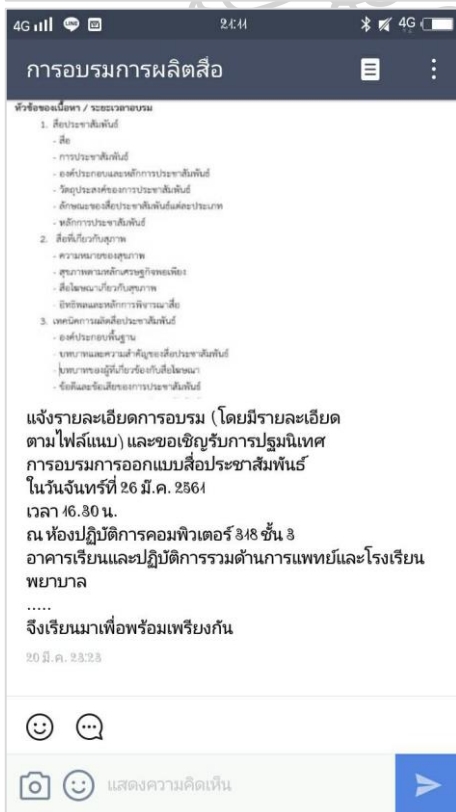 4G 21:11 4G
การอบรมการผลิตสื่อ
หัวข้อของเนื้อหา / ระยะเวลาอบรม
1. สื่อประชาสัมพันธ์
- สื่อ
- การประชาสัมพันธ์
- องค์ประกอบและหลักการประชาสัมพันธ์
- วัตถุประสงค์ของการประชาสัมพันธ์
- ลักษณะของสื่อประชาสัมพันธ์แต่ละประเภท
- หลักการประชาสัมพันธ์
2. สื่อที่เกี่ยวกับสุภาพ
- ความหมายของสุขภาพ
- สุขภาพตามหลักเศรษฐกิจพอเพียง
- สื่อโฆษณาเกี่ยวกับสุขภาพ
- อิทธิพลและหลักการพิจารณาสื่อ
3. เทคนิคการผลิตสื่อประชาสัมพันธ์
- องค์ประกอบพื้นฐาน
- บทบาทและความสำคัญของสื่อประชาสัมพันธ์
- บทบาทของผู้ที่เกี่ยวข้องกับสื่อโฆษณา
- ข้อดีและข้อเสียของการประชาสัมพันธ์
แจ้งรายละเอียดการอบรม (โดยมีรายละเอียด
ตามไฟล์แนบ) และขอเชิญรับการปฐมนิเทศ
การอบรมการออกแบบสื่อประชาสัมพันธ์
ในวันจันทร์ที่ 26 มี.ค. 2561
เวลา 16.30 น.
ณ ห้องปฏิบัติการคอมพิวเตอร์ 318 ชั้น 3
อาคารเรียนและปฏิบัติการรวมด้านการแพทย์และโรงเรียน
พยาบาล
.....
จึงเรียนมาเพื่อพร้อมเพรียงกัน
20 มี.ค. 23:23
แสดงความคิดเห็น